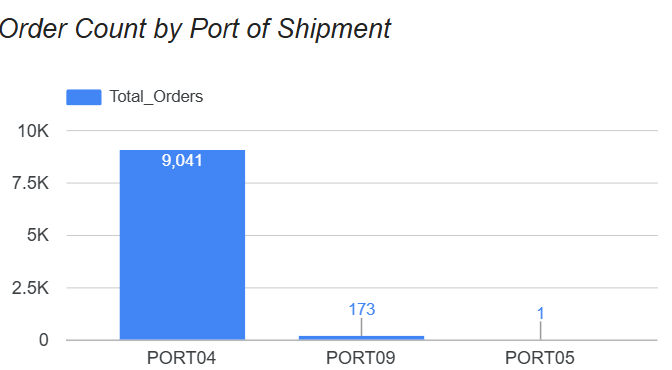 Order Count by Port of Shipment
Total_Orders
10K
7.5K
5K
2.5K
0
9,041
173
1
PORT04 PORT09 PORT05